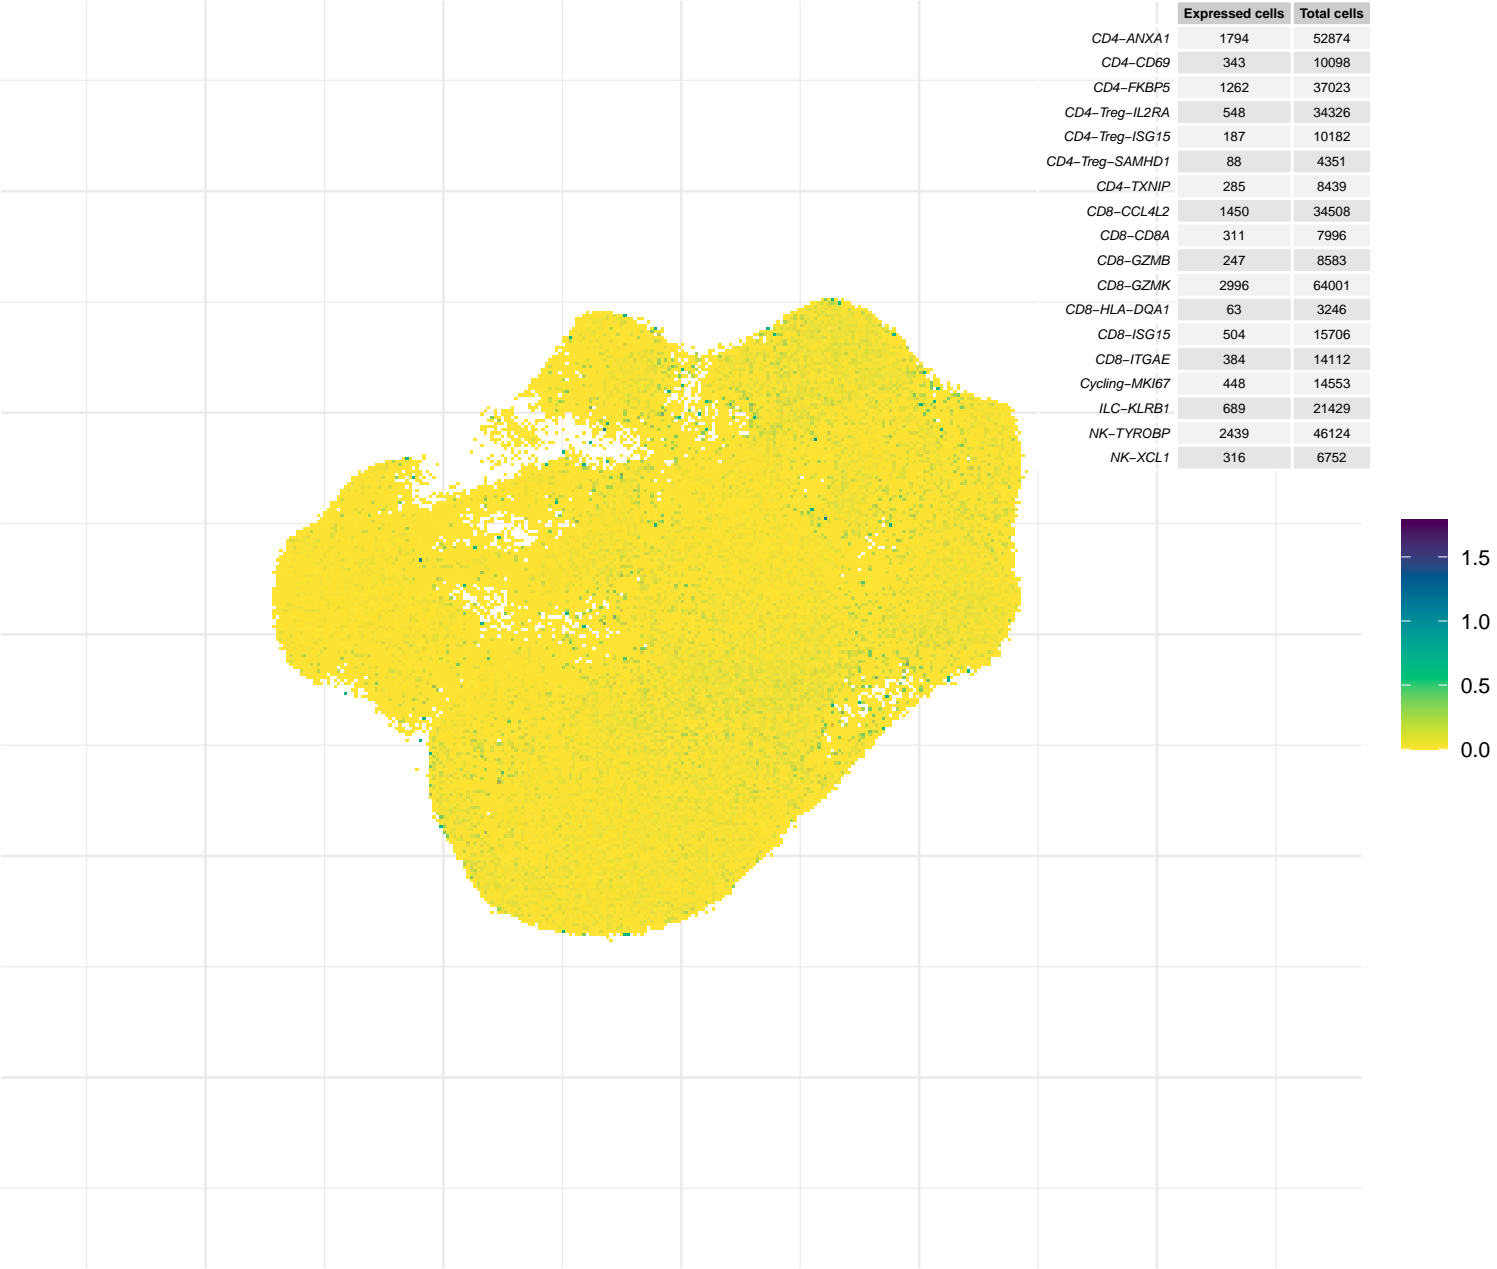 Expressed cells Total cells
CD4−ANXA1 1794 52874
CD4−CD69 343 10098
CD4−FKBP5 1262 37023
CD4−Treg−IL2RA 548 34326
CD4−Treg−ISG15 187 10182
CD4−Treg−SAMHD1 88 4351
CD4−TXNIP 285 8439
CD8−CCL4L2 1450 34508
CD8−CD8A 311 7996
CD8−GZMB 247 8583
CD8−GZMK 2996 64001
CD8−HLA−DQA1 63 3246
CD8−ISG15 504 15706
CD8−ITGAE 384 14112
Cycling−MKI67 448 14553
ILC−KLRB1 689 21429
NK−TYROBP 2439 46124
NK−XCL1 316 6752
1.5
1.0
0.5
0.0